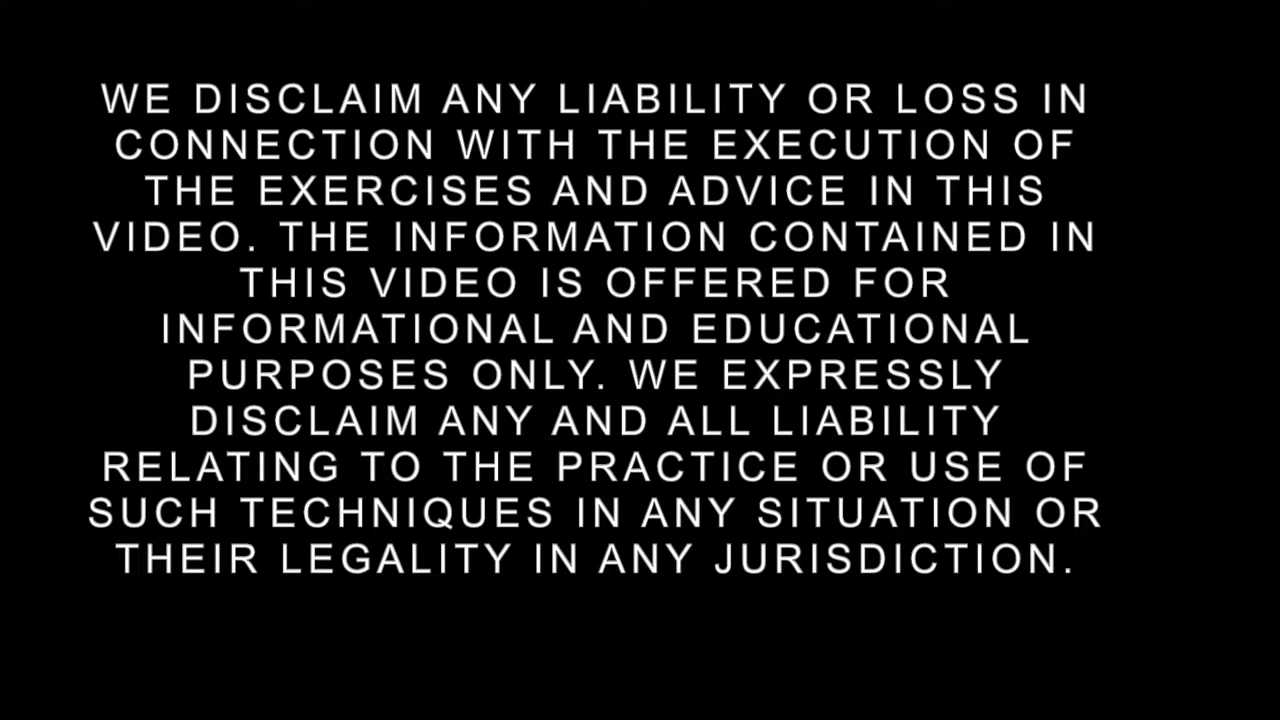 WE DISCLAIM ANY LIABILITY OR LOSS IN
CONNECTION WITH THE EXECUTION OF
THE EXERCISES AND ADVICE IN THIS
VIDEO. THE INFORMATION CONTAINED IN
THIS VIDEO IS OFFERED FOR
INFORMATIONAL AND EDUCATIONAL
PURPOSES ONLY. WE EXPRESSLY
DISCLAIM ANY AND ALL LIABILITY
RELATING TO THE PRACTICE OR USE OF
SUCH TECHNIQUES IN ANY SITUATION OR
THEIR LEGALITY IN ANY JURISDICTION.